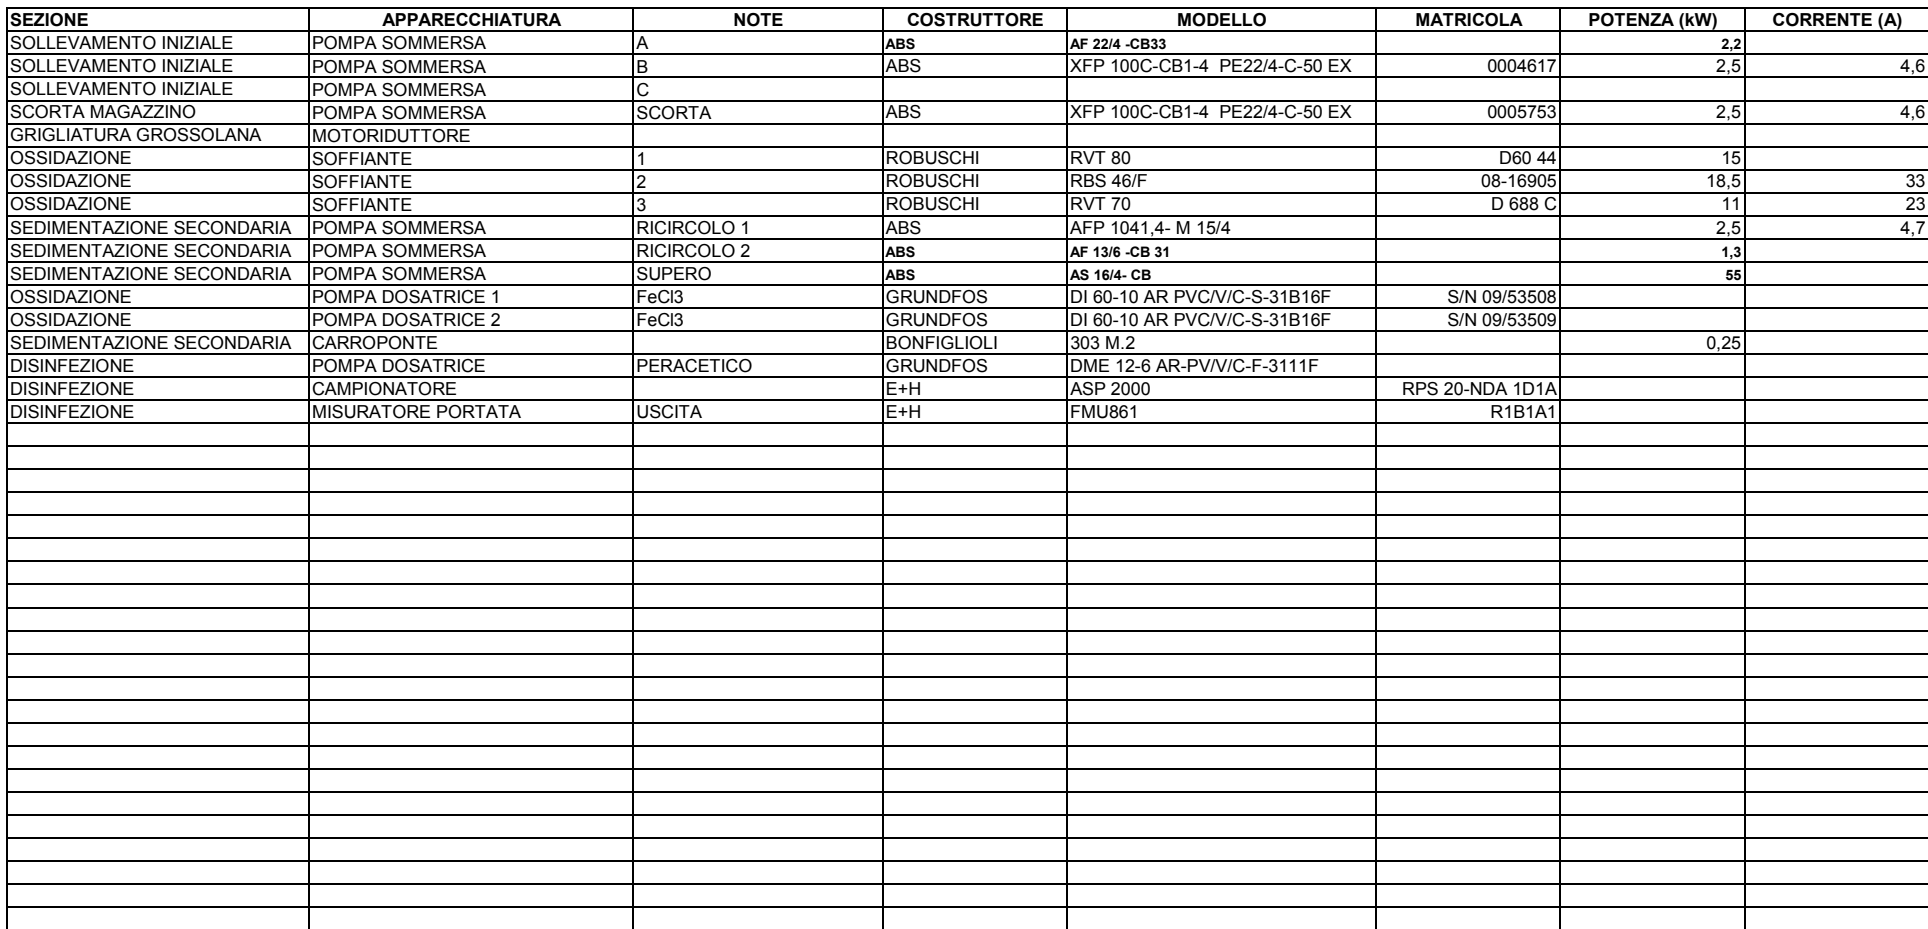 SEZIONE APPARECCHIATURA NOTE COSTRUTTORE MODELLO MATRICOLA POTENZA (kW) CORRENTE (A)
SOLLEVAMENTO INIZIALE POMPA SOMMERSA A ABS AF 22/4 -CB33 2,2
SOLLEVAMENTO INIZIALE POMPA SOMMERSA B ABS XFP 100C-CB1-4 PE22/4-C-50 EX 0004617 2,5 4,6
SOLLEVAMENTO INIZIALE POMPA SOMMERSA C
SCORTA MAGAZZINO POMPA SOMMERSA SCORTA ABS XFP 100C-CB1-4 PE22/4-C-50 EX 0005753 2,5 4,6
GRIGLIATURA GROSSOLANA MOTORIDUTTORE
OSSIDAZIONE SOFFIANTE 1 ROBUSCHI RVT 80 D60 44 15
OSSIDAZIONE SOFFIANTE 2 ROBUSCHI RBS 46/F 08-16905 18,5 33
OSSIDAZIONE SOFFIANTE 3 ROBUSCHI RVT 70 D 688 C 11 23
SEDIMENTAZIONE SECONDARIA POMPA SOMMERSA RICIRCOLO 1 ABS AFP 1041,4- M 15/4 2,5 4,7
SEDIMENTAZIONE SECONDARIA POMPA SOMMERSA RICIRCOLO 2 ABS AF 13/6 -CB 31 1,3
SEDIMENTAZIONE SECONDARIA POMPA SOMMERSA SUPERO ABS AS 16/4- CB 55
OSSIDAZIONE POMPA DOSATRICE 1 FeCl3 GRUNDFOS DI 60-10 AR PVC/V/C-S-31B16F S/N 09/53508
OSSIDAZIONE POMPA DOSATRICE 2 FeCl3 GRUNDFOS DI 60-10 AR PVC/V/C-S-31B16F S/N 09/53509
SEDIMENTAZIONE SECONDARIA CARROPONTE BONFIGLIOLI 303 M.2 0,25
DISINFEZIONE POMPA DOSATRICE PERACETICO GRUNDFOS DME 12-6 AR-PV/V/C-F-3111F
DISINFEZIONE CAMPIONATORE E+H ASP 2000 RPS 20-NDA 1D1A
DISINFEZIONE MISURATORE PORTATA USCITA E+H FMU861 R1B1A1